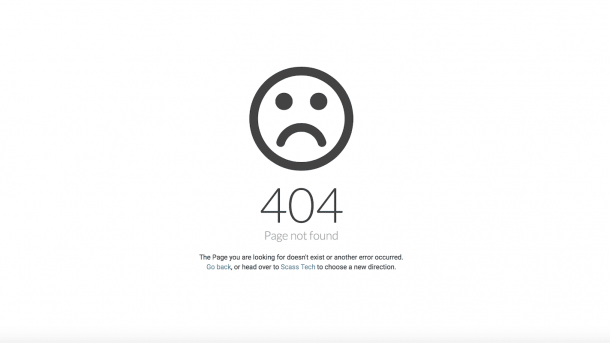 404
Page not found
The Page you are looking for doesn't exist or another error occurred.
Go back, or head over to Scass Tech to choose a new direction.